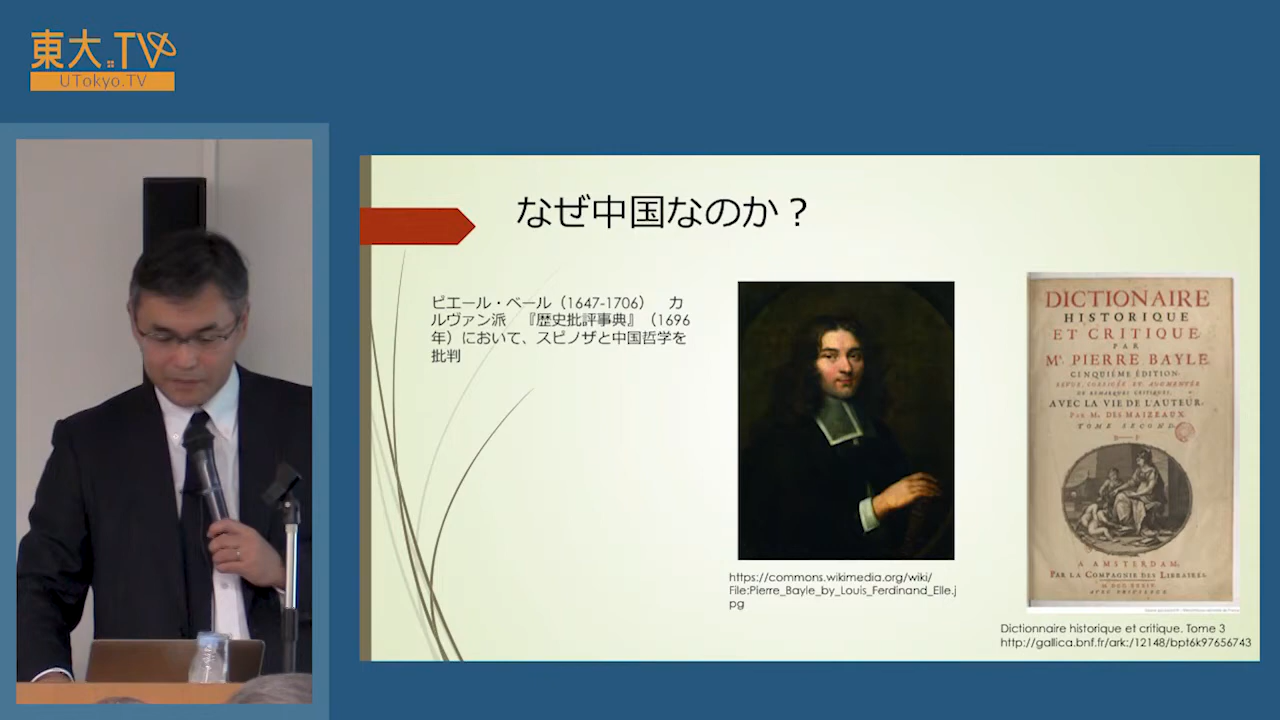 東大.TV
UTokyo.TV
なぜ中国なのか？
ピエール・ベール（1647-1706）　カ
ルヴァン派　『歴史批評事典』（1696
年）において、スピノザと中国哲学を
批判
https://commons.wikimedia.org/wiki/
File:Pierre_Bayle_by_Louis_Ferdinand_Elle.j
pg
DICTIONAIRE
HISTORIQUE
ET CRITIQUE
PAR
Mr. PIERRE BAYLE.
CINQUIÈME ÉDITION,
REVUE, CORRIGÉE ET AUGMENTÉE
DE REMARQUES CRITIQUES,
AVEC LA VIE DE L'AUTEUR,
PAR Mr. DES MAIZEAUX.
TOME SECOND.
A AMSTERDAM,
PAR LA COMPAGNIE DES LIBRAIRES.
AVEC PRIVILEGE.
Dictionnaire historique et critique. Tome 3
http://gallica.bnf.fr/ark:/12148/bpt6k97656743